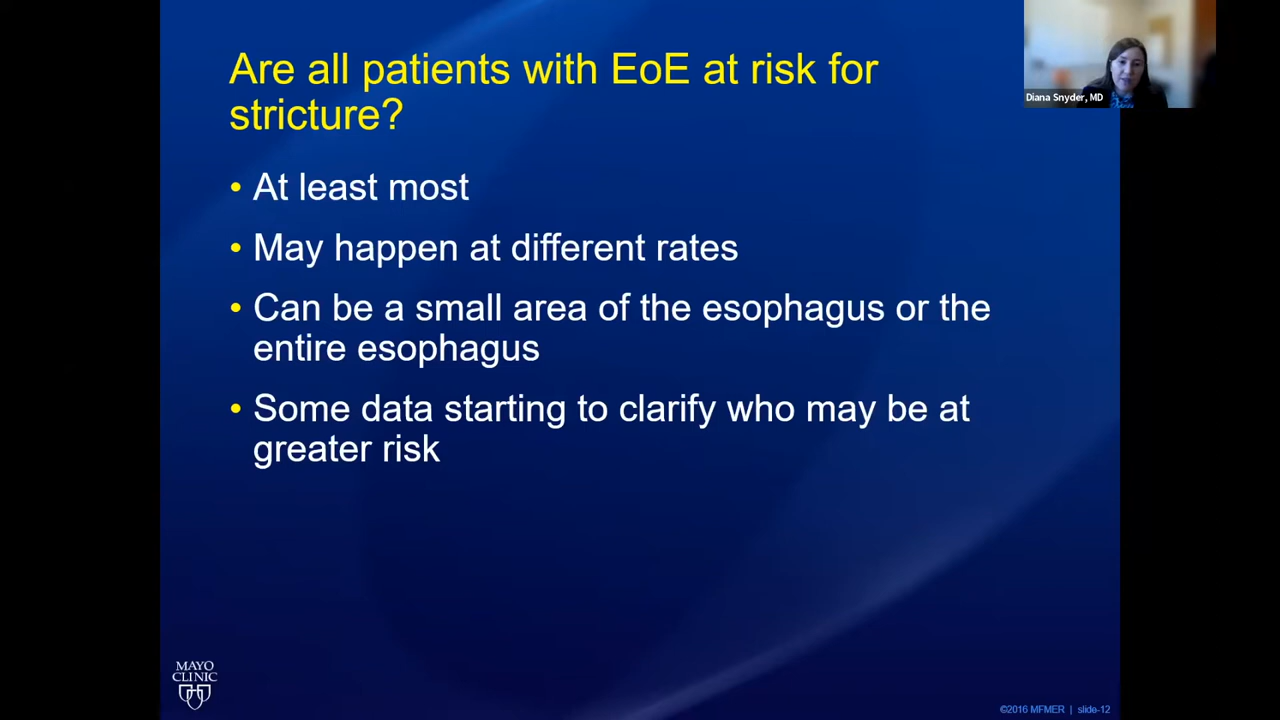 Are all patients with EoE at risk for
stricture?
• At least most
• May happen at different rates
• Can be a small area of the esophagus or the
entire esophagus
• Some data starting to clarify who may be at
greater risk
Diana Snyder, MD
MAYO
CLINIC
©2016 MFMER | slide-12